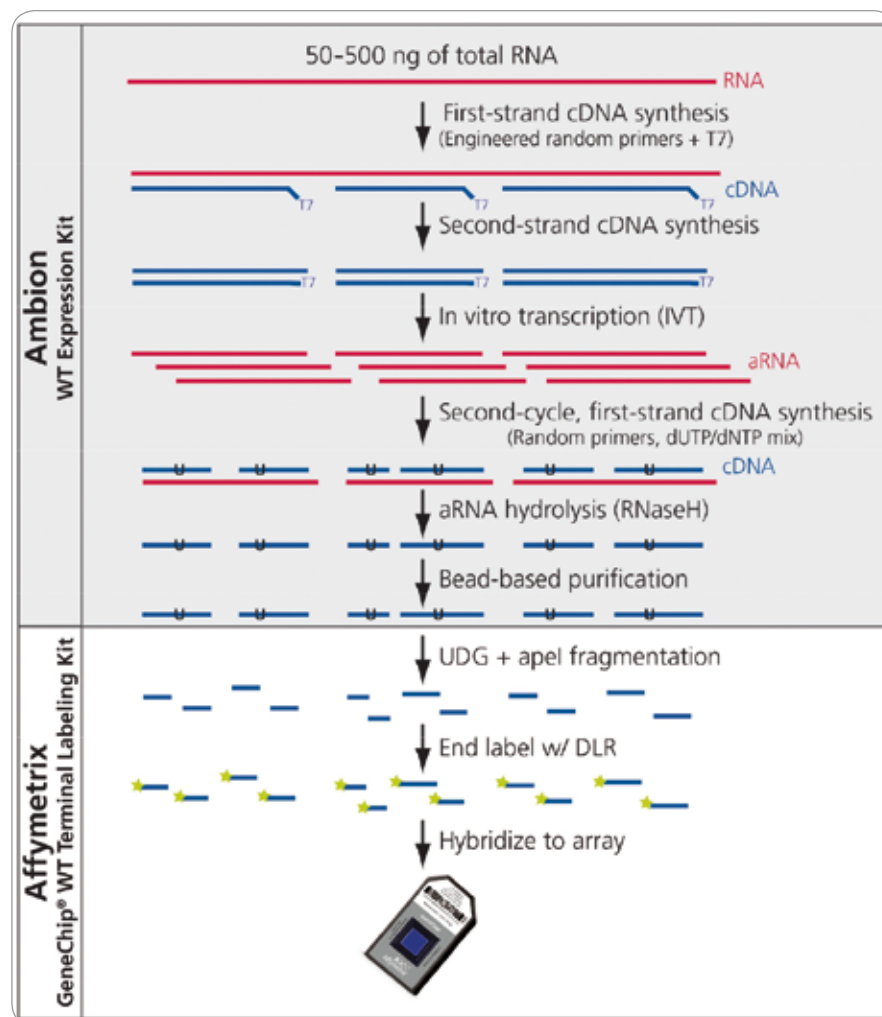 50-500 ng of total RNA
RNA
First-strand cDNA synthesis
(Engineered random primers + T7)
cDNA
T7 T7 T7
Second-strand cDNA synthesis
T7 T7 T7
In vitro transcription (IVT)
aRNA
Second-cycle, first-strand cDNA synthesis
(Random primers, dUTP/dNTP mix)
cDNA
U U U U U U
aRNA hydrolysis (RNaseH)
U U U U U U
Bead-based purification
U U U U U U
Ambion
WT Expression Kit
UDG + apeI fragmentation
End label w/ DLR
Hybridize to array
Affymetrix
GeneChip® WT Terminal Labeling Kit